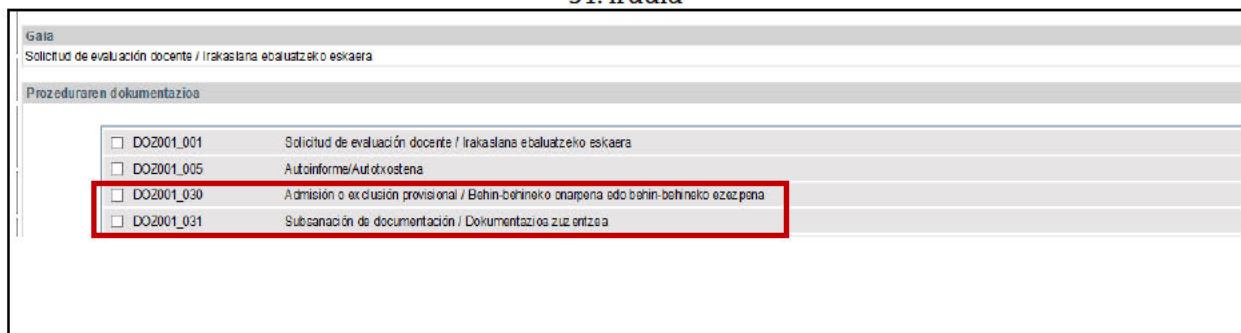 31. irudia
Gaia
Solicitud de evaluación docente / Irakaslana ebaluatzeko eskaera
Prozeduraren dokumentazioa
DOZ001_001 Solicitud de evaluación docente / Irakaslana ebaluatzeko eskaera
DOZ001_005 Autoinforme/Autotxostena
DOZ001_030 Admisión o exclusión provisional / Behin-behineko onarpena edo behin-behineko ezezpena
DOZ001_031 Subsanación de documentación / Dokumentazioa zuzentzea